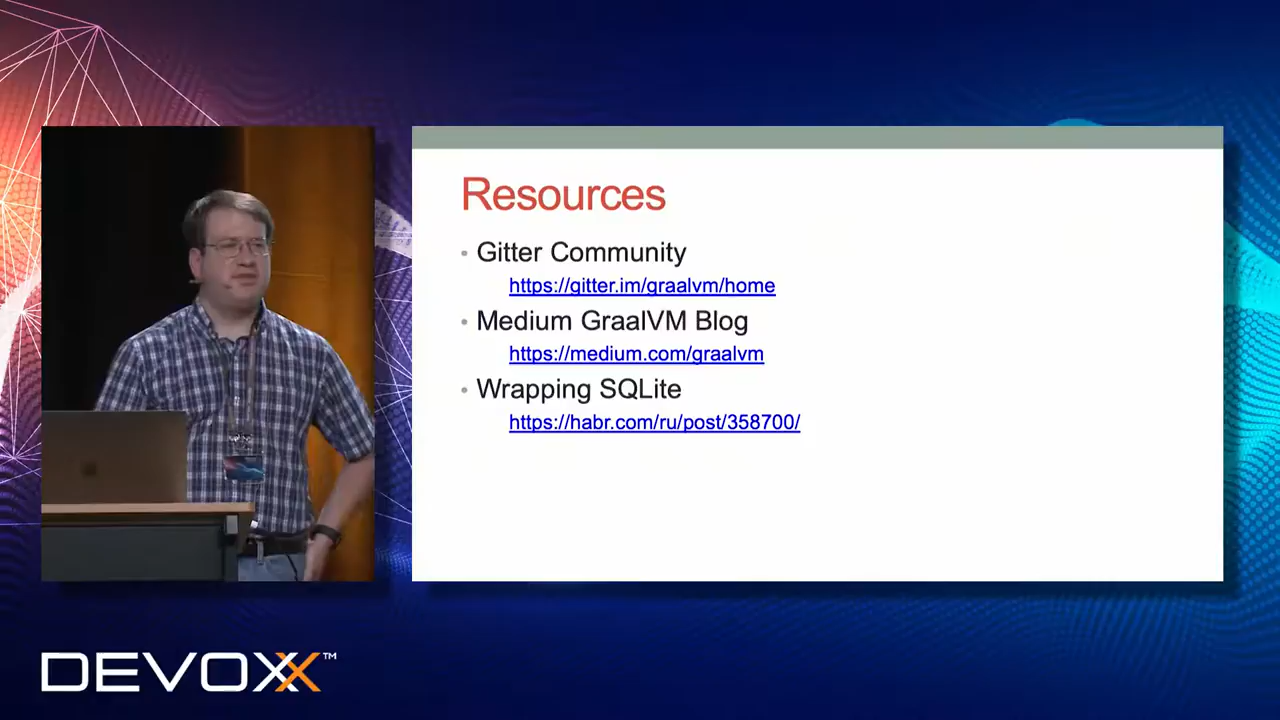 Resources
• Gitter Community
https://gitter.im/graalvm/home
• Medium GraalVM Blog
https://medium.com/graalvm
• Wrapping SQLite
https://habr.com/ru/post/358700/
DEVOXX™